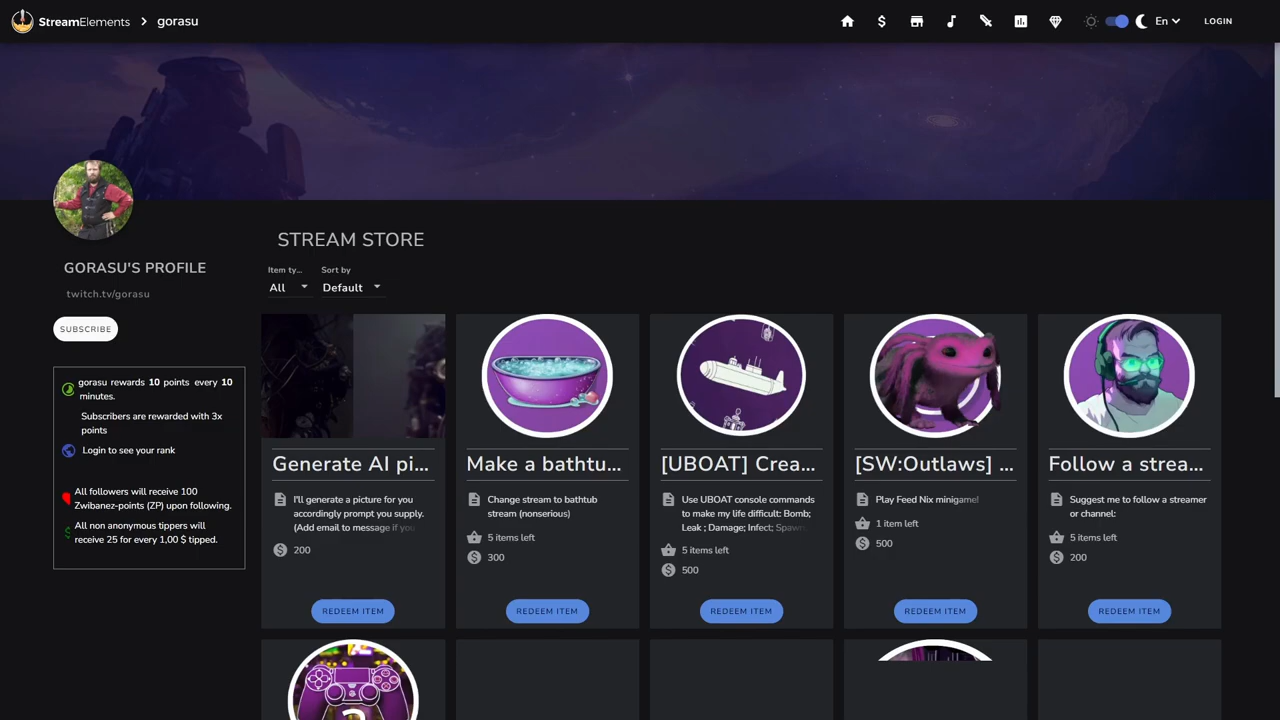 StreamElements > gorasu
En
LOGIN
GORASU'S PROFILE
twitch.tv/gorasu
SUBSCRIBE
gorasu rewards 10 points every 10
minutes.
Subscribers are rewarded with 3x
points
Login to see your rank
All followers will receive 100
Zwibanez-points (ZP) upon following.
All non anonymous tippers will
receive 25 for every 1,00 $ tipped.
STREAM STORE
Item ty...
Sort by
All
Default
Generate AI pi...
I'll generate a picture for you
accordingly prompt you supply.
(Add email to message if you
200
REDEEM ITEM
Make a bathtu...
Change stream to bathtub
stream (nonserious)
5 items left
300
REDEEM ITEM
[UBOAT] Crea...
Use UBOAT console commands
to make my life difficult: Bomb;
Leak ; Damage; Infect; Spawn
5 items left
500
REDEEM ITEM
[SW:Outlaws] ...
Play Feed Nix minigame!
1 item left
500
REDEEM ITEM
Follow a strea...
Suggest me to follow a streamer
or channel:
5 items left
200
REDEEM ITEM